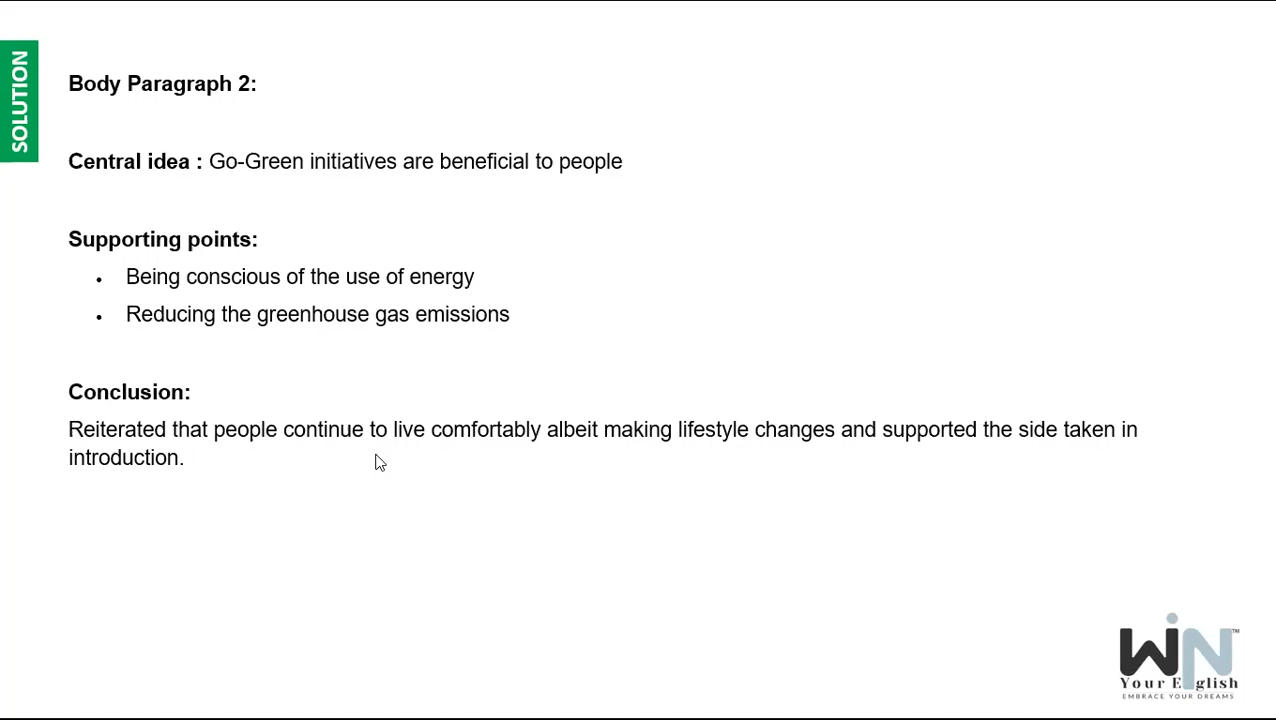 SOLUTION
Body Paragraph 2:
Central idea : Go-Green initiatives are beneficial to people
Supporting points:
• Being conscious of the use of energy
• Reducing the greenhouse gas emissions
Conclusion:
Reiterated that people continue to live comfortably albeit making lifestyle changes and supported the side taken in
introduction.
WiN™
Your English
EMBRACE YOUR DREAMS